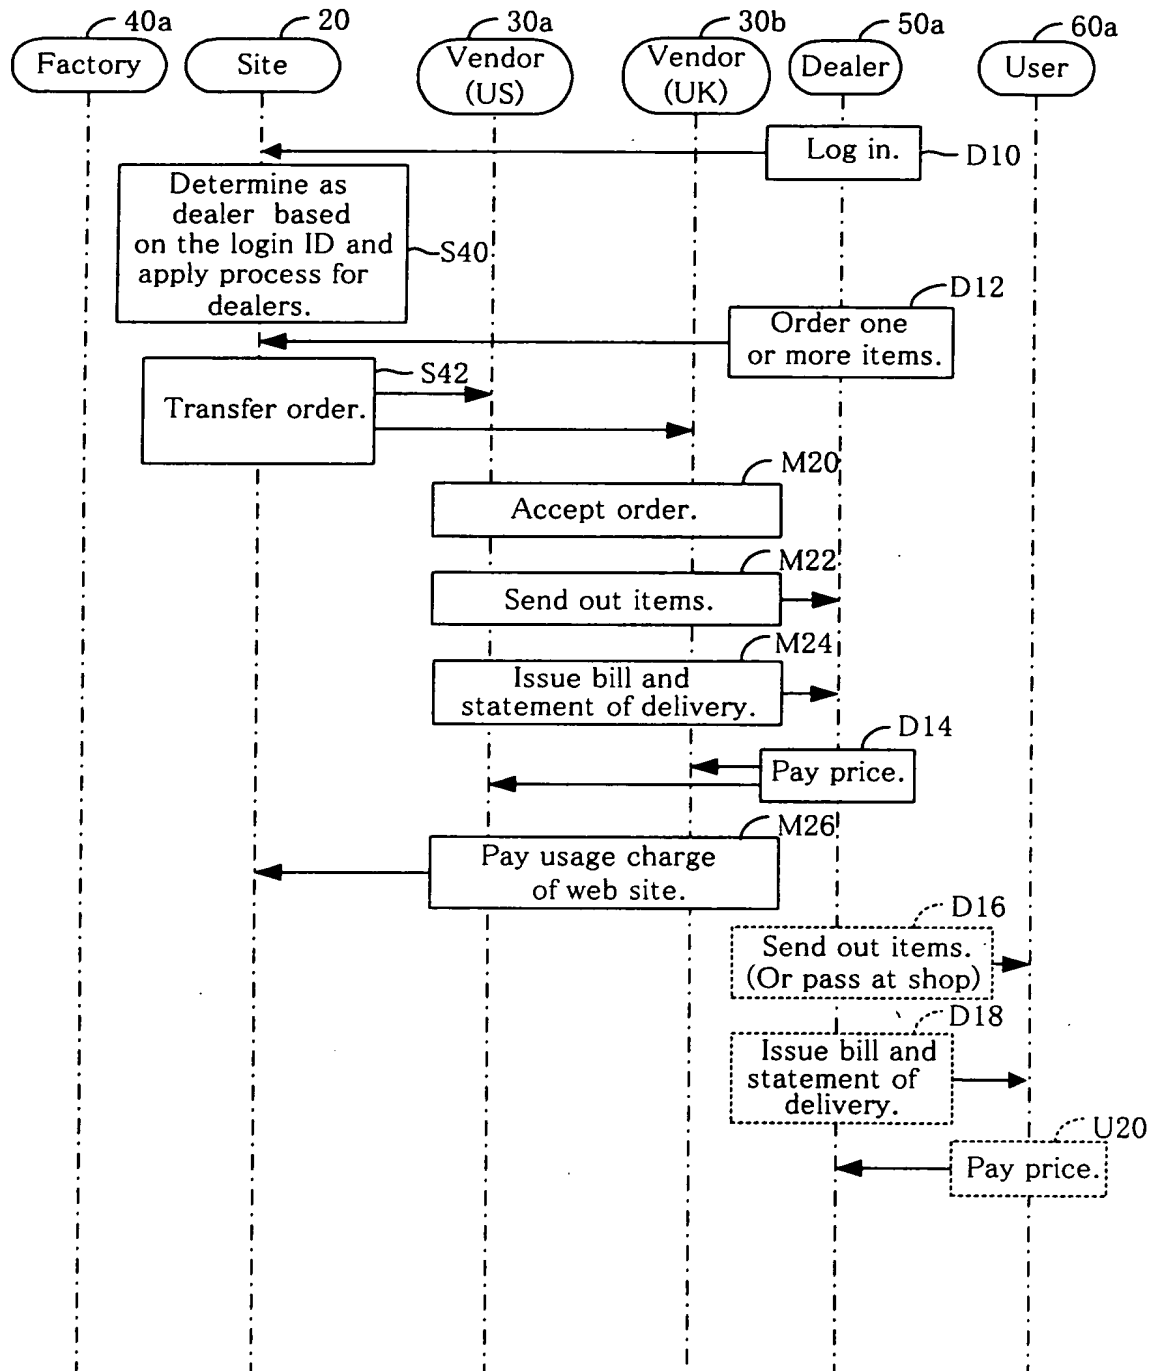 40a
20
30a
30b
50a
60a
Factory
Site
Vendor
(US)
Vendor
(UK)
Dealer
User
Log in.
D10
Determine as
dealer based
on the login ID and
apply process for
dealers.
S40
D12
Order one
or more items.
S42
Transfer order.
M20
Accept order.
M22
Send out items.
M24
Issue bill and
statement of delivery.
D14
Pay price.
M26
Pay usage charge
of web site.
D16
Send out items.
(Or pass at shop)
D18
Issue bill and
statement of
delivery.
U20
Pay price.